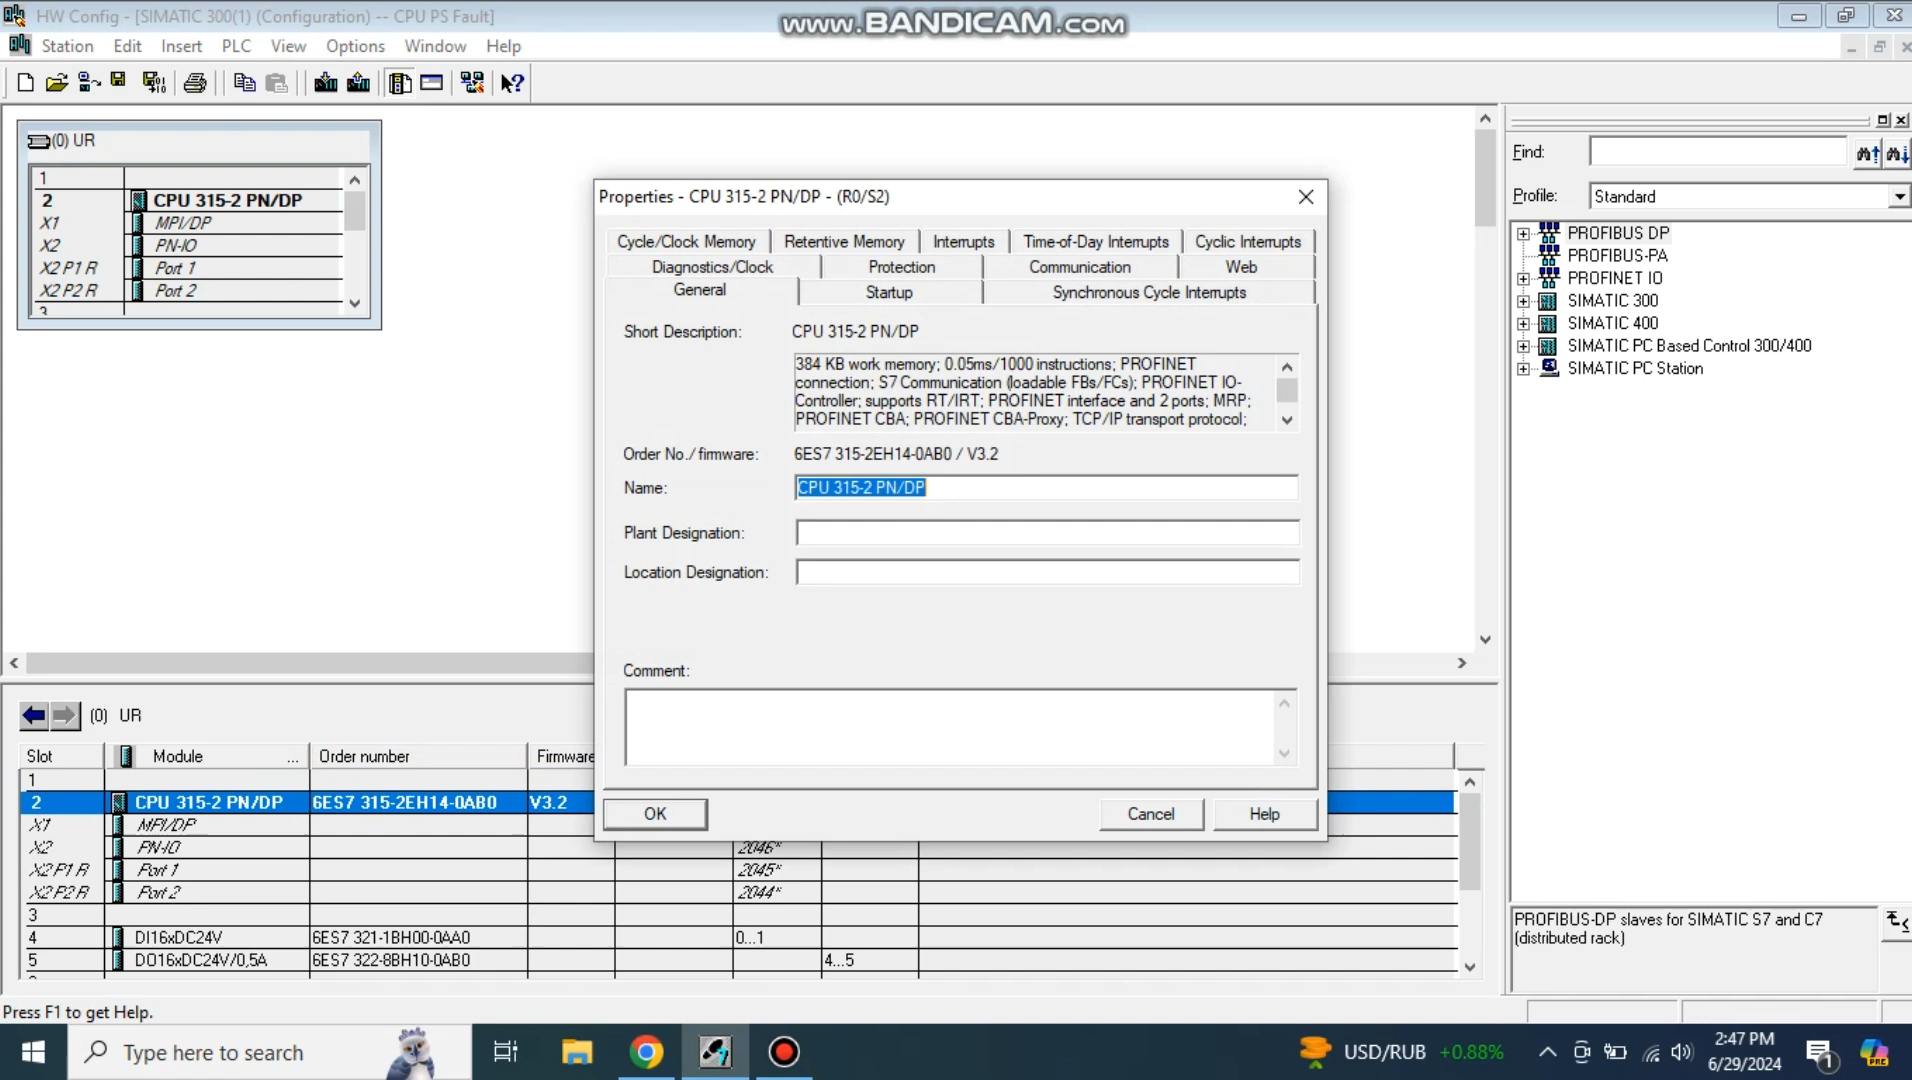 HW Config - [SIMATIC 300(1) (Configuration) -- CPU PS Fault]
www.BANDICAM.com
Station Edit Insert PLC View Options Window Help
(0) UR
1
2 CPU 315-2 PN/DP
X1 MPI/DP
X2 PN-IO
X2 P1 R Port 1
X2 P2 R Port 2
3
Properties - CPU 315-2 PN/DP - (R0/S2)
Cycle/Clock Memory Retentive Memory Interrupts Time-of-Day Interrupts Cyclic Interrupts
Diagnostics/Clock Protection Communication Web
General Startup Synchronous Cycle Interrupts
Short Description: CPU 315-2 PN/DP
384 KB work memory; 0.05ms/1000 instructions; PROFINET
connection; S7 Communication (loadable FBs/FCs); PROFINET IO-
Controller; supports RT/IRT; PROFINET interface and 2 ports; MRP;
PROFINET CBA; PROFINET CBA-Proxy; TCP/IP transport protocol;
Order No./ firmware: 6ES7 315-2EH14-0AB0 / V3.2
Name: CPU 315-2 PN/DP
Plant Designation:
Location Designation:
Comment:
OK Cancel Help
Find:
Profile: Standard
PROFIBUS DP
PROFIBUS-PA
PROFINET IO
SIMATIC 300
SIMATIC 400
SIMATIC PC Based Control 300/400
SIMATIC PC Station
PROFIBUS-DP slaves for SIMATIC S7 and C7
(distributed rack)
(0) UR
Slot Module ... Order number Firmware
1
2 CPU 315-2 PN/DP 6ES7 315-2EH14-0AB0 V3.2
X1 MPI/DP
X2 PN-IO 2046*
X2 P1 R Port 1 2045*
X2 P2 R Port 2 2044*
3
4 DI16xDC24V 6ES7 321-1BH00-0AA0 0...1
5 DO16xDC24V/0,5A 6ES7 322-8BH10-0AB0 4...5
Press F1 to get Help.
Type here to search
USD/RUB +0.88%
2:47 PM
6/29/2024
1
PRE